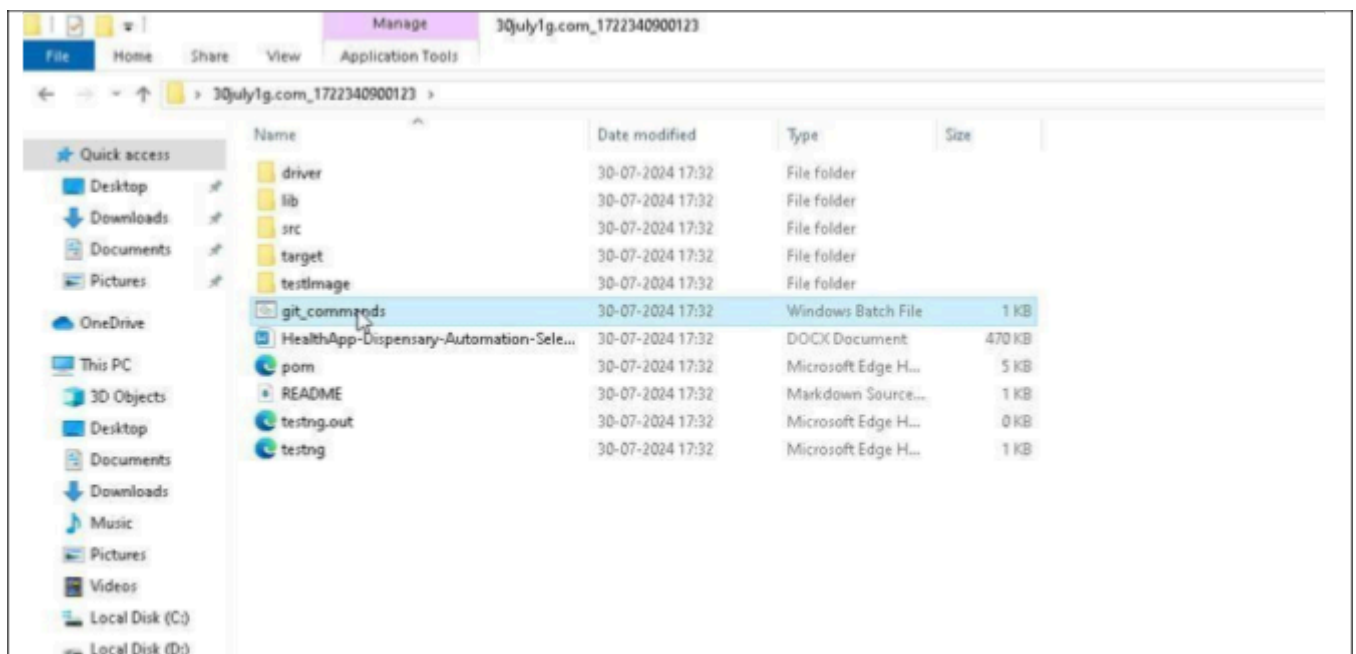 Manage 30july1g.com_1722340900123
File Home Share View Application Tools
30july1g.com_1722340900123
Name Date modified Type Size
Quick access
Desktop
Downloads
Documents
Pictures
OneDrive
This PC
3D Objects
Desktop
Documents
Downloads
Music
Pictures
Videos
Local Disk (C:)
Local Disk (D:)
driver 30-07-2024 17:32 File folder
lib 30-07-2024 17:32 File folder
src 30-07-2024 17:32 File folder
target 30-07-2024 17:32 File folder
testImage 30-07-2024 17:32 File folder
git_commands 30-07-2024 17:32 Windows Batch File 1 KB
HealthApp-Dispensary-Automation-Sele... 30-07-2024 17:32 DOCX Document 470 KB
pom 30-07-2024 17:32 Microsoft Edge H... 5 KB
README 30-07-2024 17:32 Markdown Source... 1 KB
testng.out 30-07-2024 17:32 Microsoft Edge H... 0 KB
testng 30-07-2024 17:32 Microsoft Edge H... 1 KB